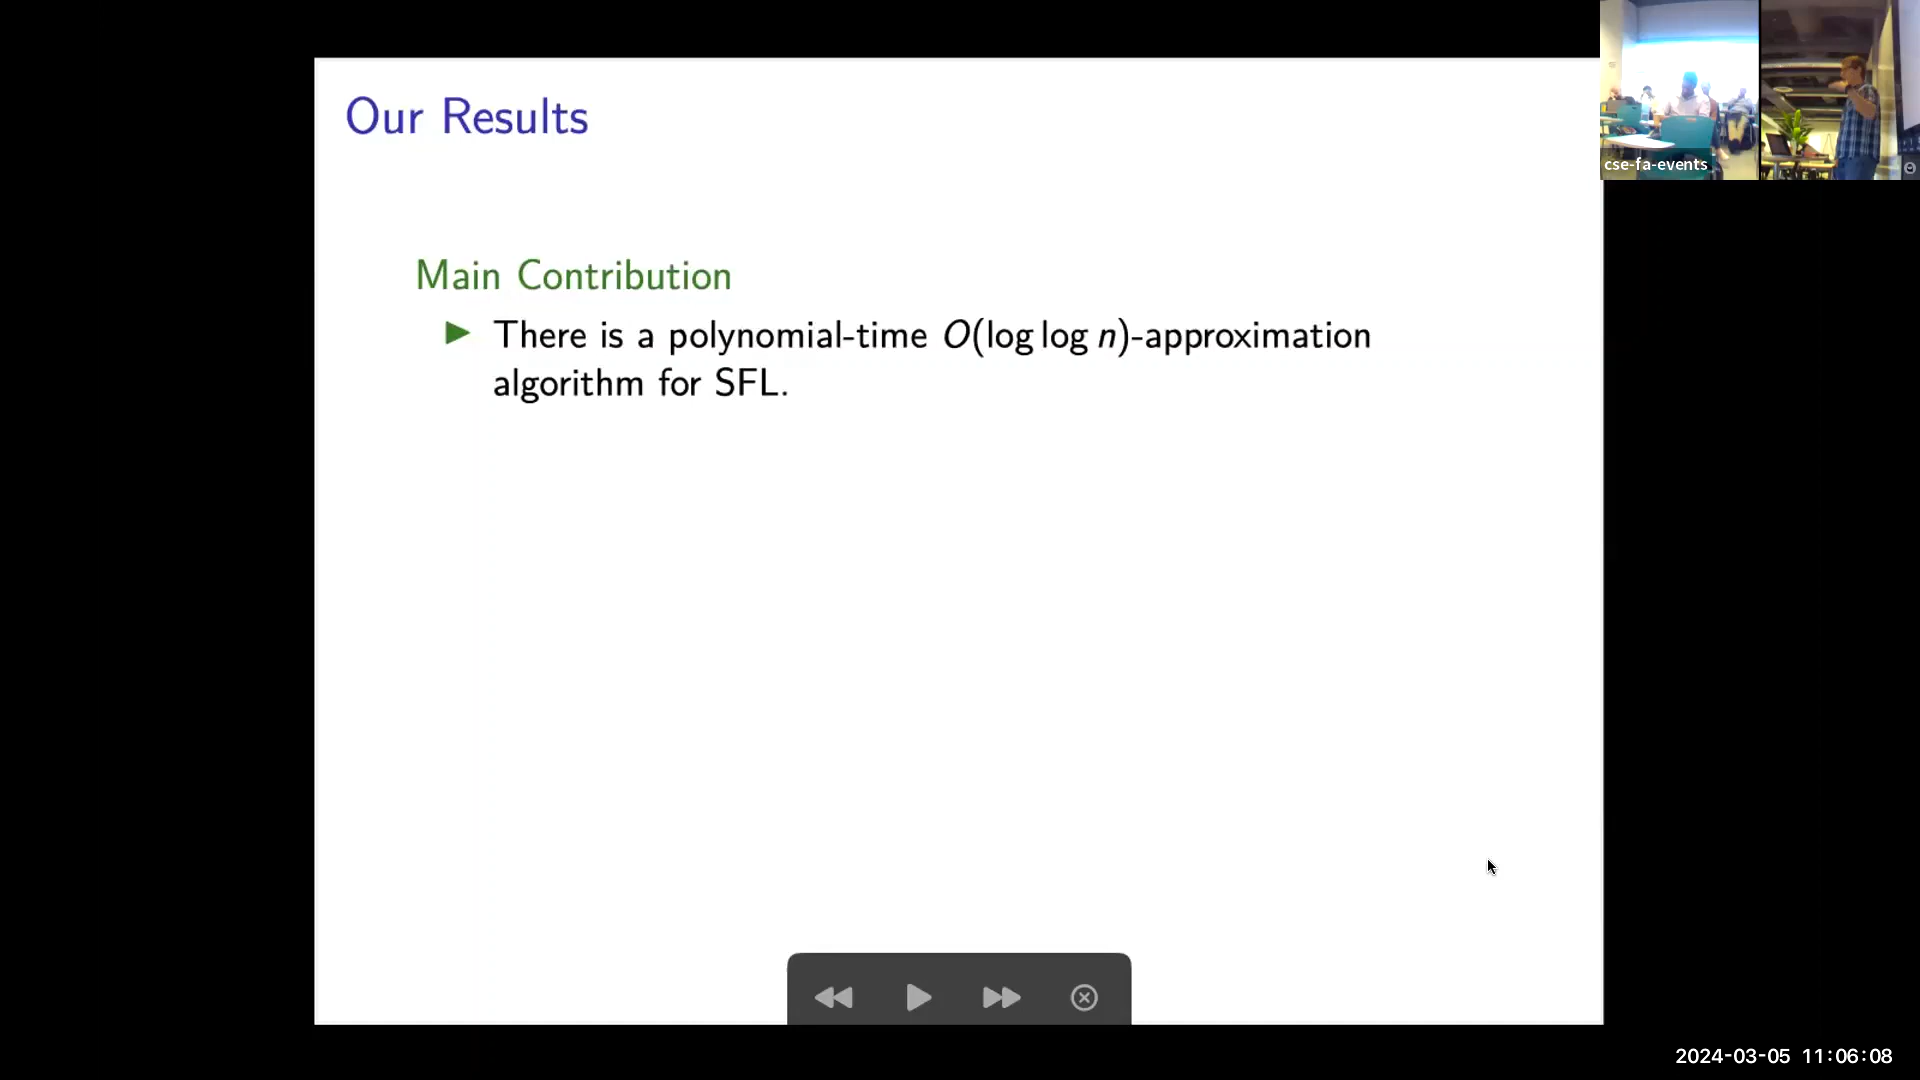 Our Results
Main Contribution
▶ There is a polynomial-time O(log log n)-approximation
algorithm for SFL.
cse-fa-events
2024-03-05 11:06:08